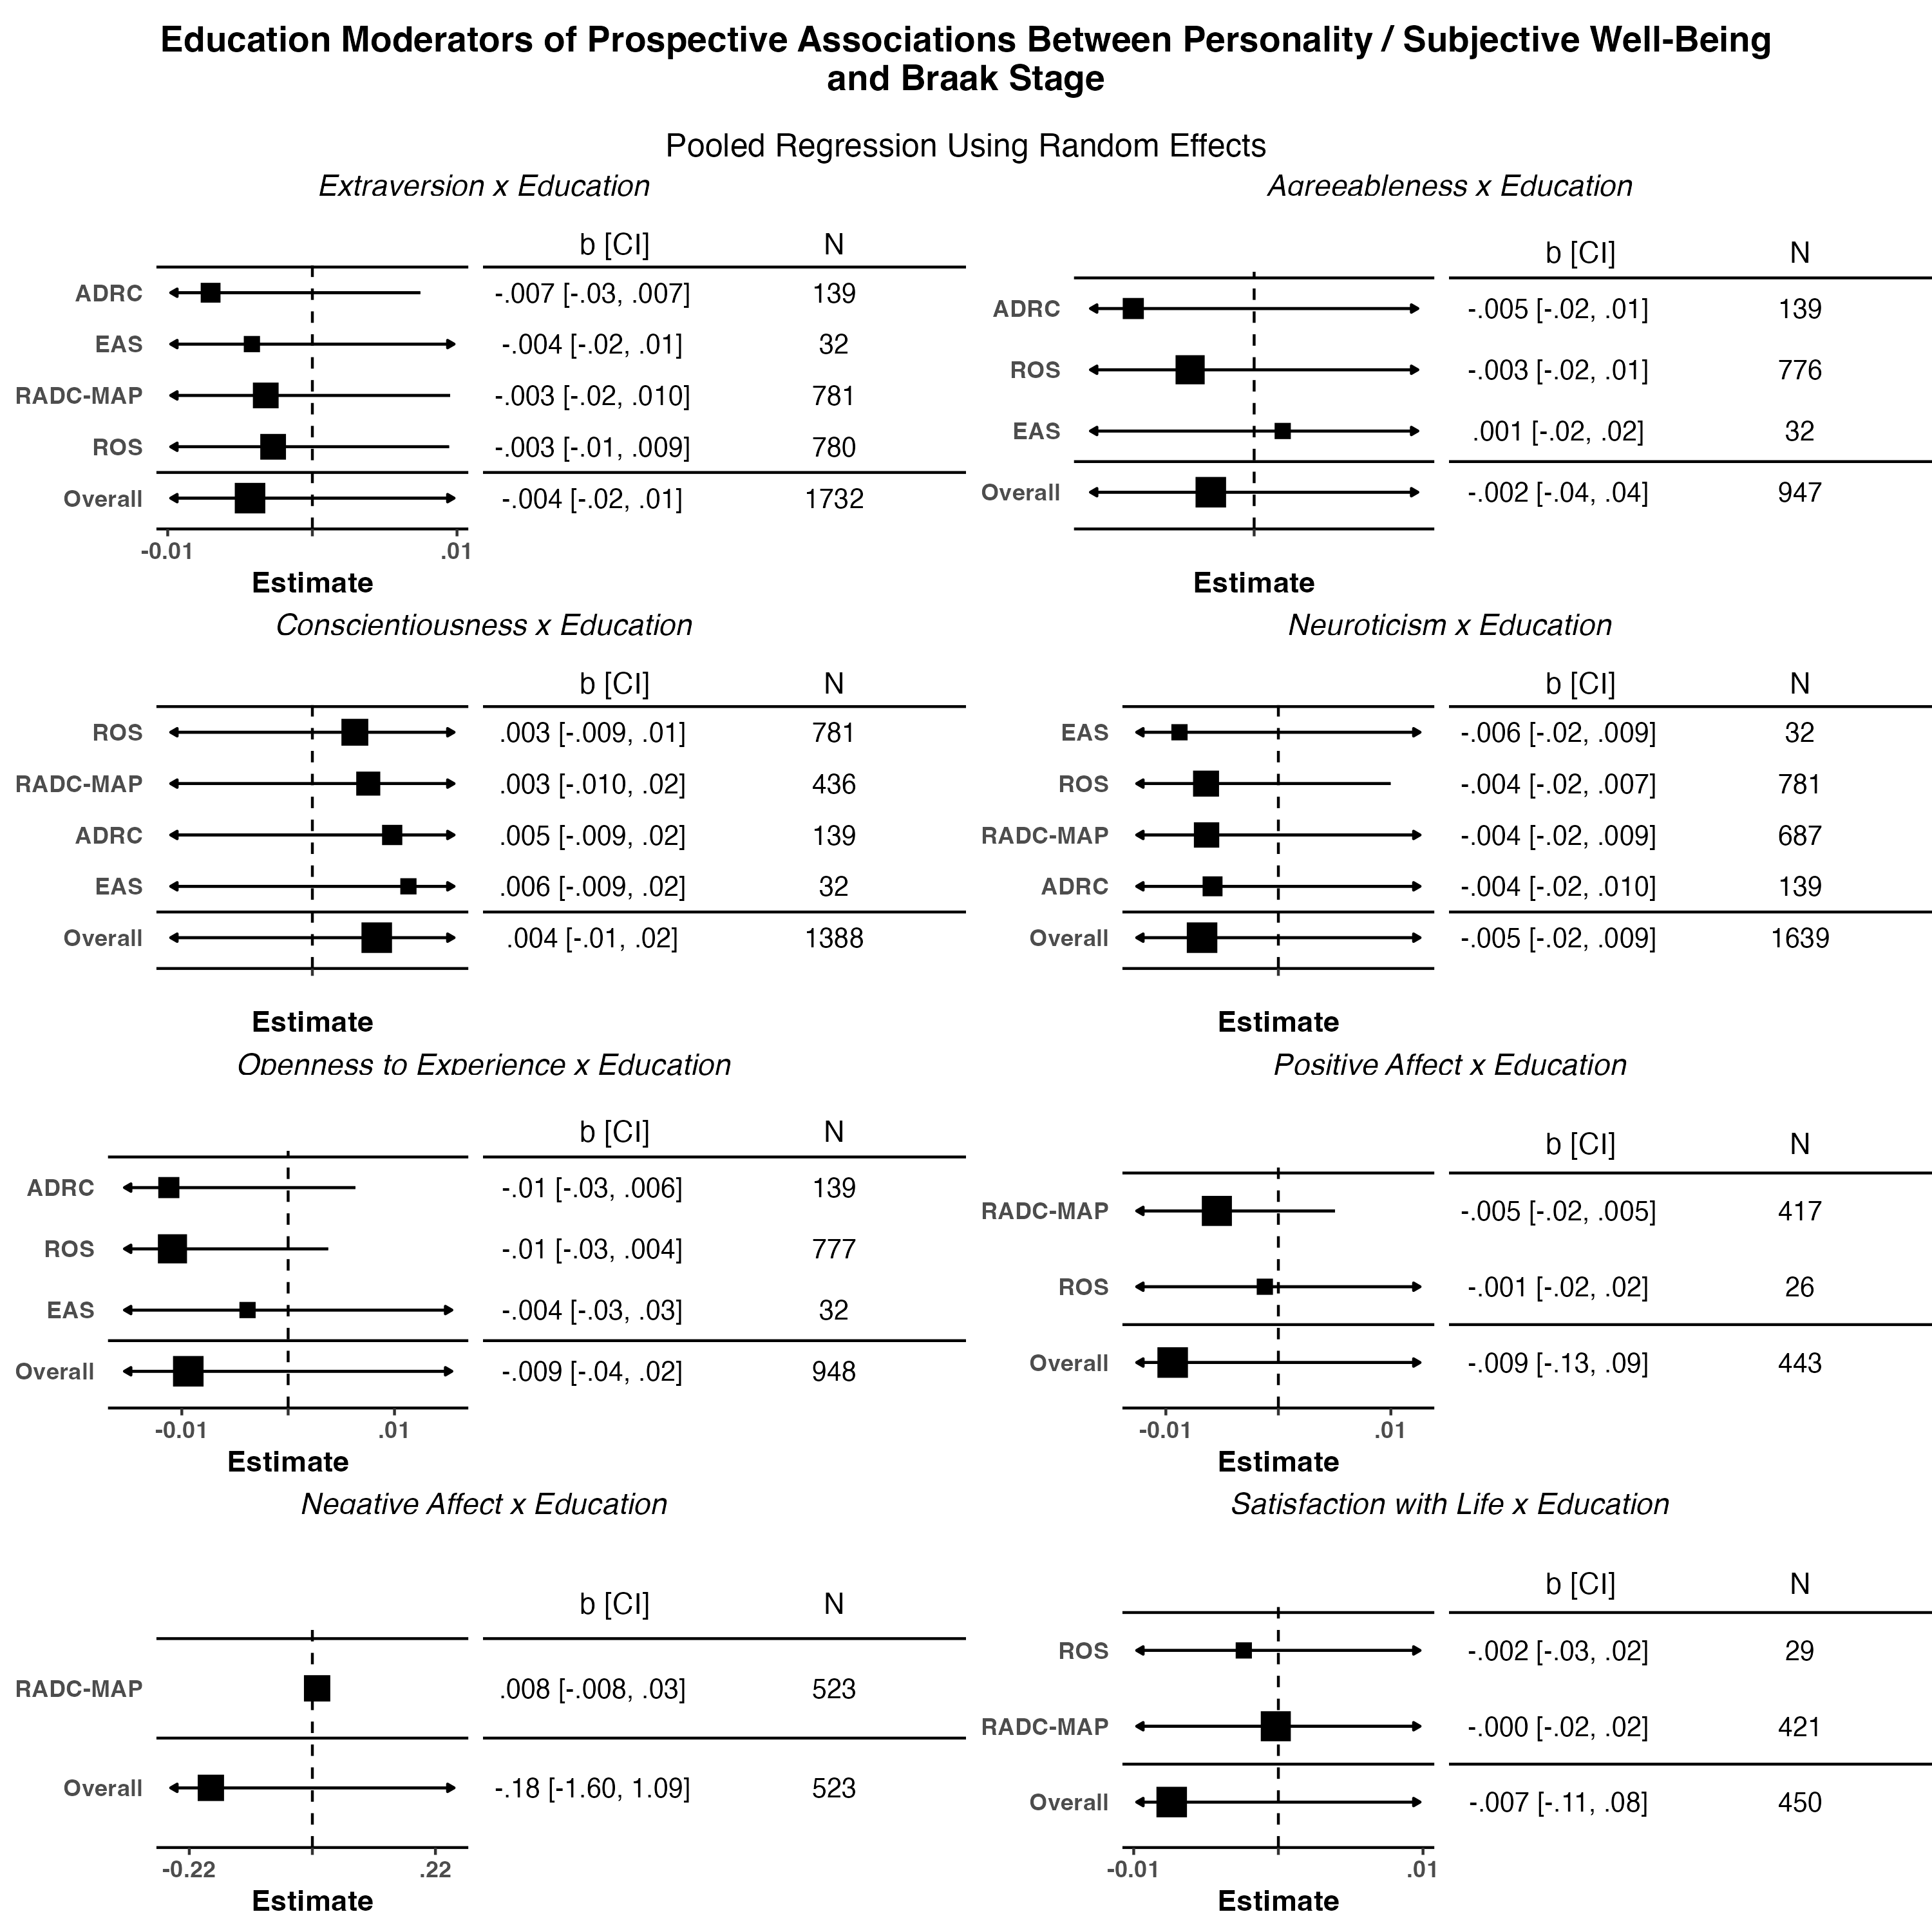 Education Moderators of Prospective Associations Between Personality / Subjective Well-Being
and Braak Stage
Pooled Regression Using Random Effects
Extraversion x Education
b [CI] N
ADRC -.007 [-.03, .007] 139
EAS -.004 [-.02, .01] 32
RADC-MAP -.003 [-.02, .010] 781
ROS -.003 [-.01, .009] 780
Overall -.004 [-.02, .01] 1732
-0.01 .01
Estimate
Agreeableness x Education
b [CI] N
ADRC -.005 [-.02, .01] 139
ROS -.003 [-.02, .01] 776
EAS .001 [-.02, .02] 32
Overall -.002 [-.04, .04] 947
Estimate
Conscientiousness x Education
b [CI] N
ROS .003 [-.009, .01] 781
RADC-MAP .003 [-.010, .02] 436
ADRC .005 [-.009, .02] 139
EAS .006 [-.009, .02] 32
Overall .004 [-.01, .02] 1388
Estimate
Neuroticism x Education
b [CI] N
EAS -.006 [-.02, .009] 32
ROS -.004 [-.02, .007] 781
RADC-MAP -.004 [-.02, .009] 687
ADRC -.004 [-.02, .010] 139
Overall -.005 [-.02, .009] 1639
Estimate
Openness to Experience x Education
b [CI] N
ADRC -.01 [-.03, .006] 139
ROS -.01 [-.03, .004] 777
EAS -.004 [-.03, .03] 32
Overall -.009 [-.04, .02] 948
-0.01 .01
Estimate
Positive Affect x Education
b [CI] N
RADC-MAP -.005 [-.02, .005] 417
ROS -.001 [-.02, .02] 26
Overall -.009 [-.13, .09] 443
-0.01 .01
Estimate
Negative Affect x Education
b [CI] N
RADC-MAP .008 [-.008, .03] 523
Overall -.18 [-1.60, 1.09] 523
-0.22 .22
Estimate
Satisfaction with Life x Education
b [CI] N
ROS -.002 [-.03, .02] 29
RADC-MAP -.000 [-.02, .02] 421
Overall -.007 [-.11, .08] 450
-0.01 .01
Estimate